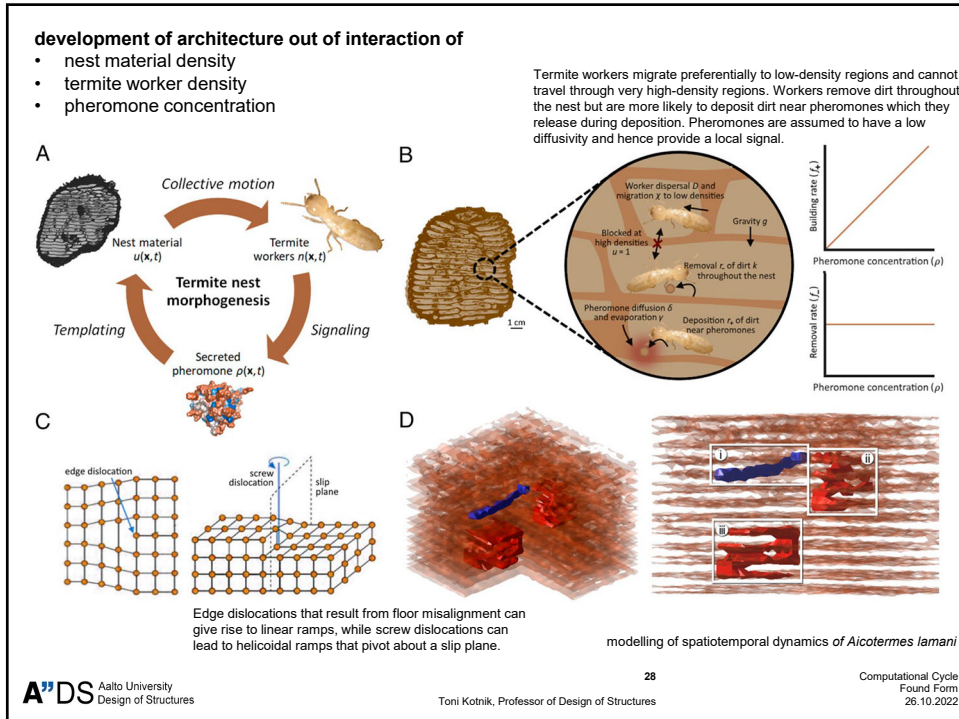 development of architecture out of interaction of
• nest material density
• termite worker density
• pheromone concentration
Termite workers migrate preferentially to low-density regions and cannot
travel through very high-density regions. Workers remove dirt throughout
the nest but are more likely to deposit dirt near pheromones which they
release during deposition. Pheromones are assumed to have a low
diffusivity and hence provide a local signal.
A
Collective motion
Nest material
u(x,t)
Termite
workers n(x,t)
Termite nest
morphogenesis
Templating
Signaling
Secreted
pheromone ρ(x,t)
B
1 cm
Worker dispersal D and
migration χ to low densities
Gravity g
Blocked at
high densities
u = 1
Removal r₋ of dirt k
throughout the nest
Pheromone diffusion δ
and evaporation γ
Deposition r₊ of dirt
near pheromones
Building rate (f₊)
Pheromone concentration (ρ)
Removal rate (f₋)
Pheromone concentration (ρ)
C
edge dislocation
screw
dislocation
slip
plane
Edge dislocations that result from floor misalignment can
give rise to linear ramps, while screw dislocations can
lead to helicoidal ramps that pivot about a slip plane.
D
i
ii
iii
modelling of spatiotemporal dynamics of Aicotermes lamani
A” DS Aalto University
Design of Structures
28
Toni Kotnik, Professor of Design of Structures
Computational Cycle
Found Form
26.10.2022